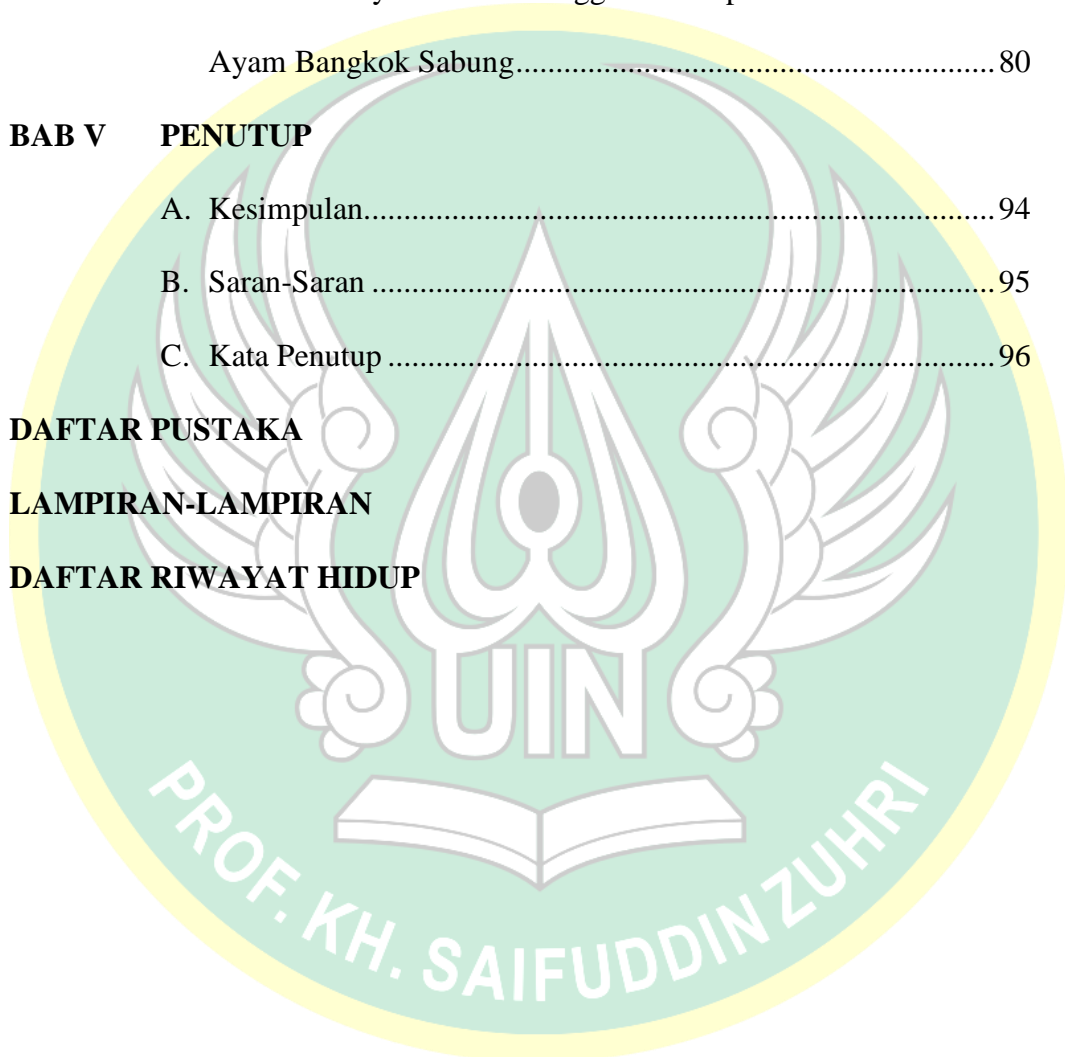 Ayam Bangkok Sabung.................................................................. 80
BAB V PENUTUP
A. Kesimpulan....................................................................................... 94
B. Saran-Saran ..................................................................................... 95
C. Kata Penutup ................................................................................... 96
DAFTAR PUSTAKA
LAMPIRAN-LAMPIRAN
DAFTAR RIWAYAT HIDUP
UIN
PROF. KH. SAIFUDDIN ZUHRI